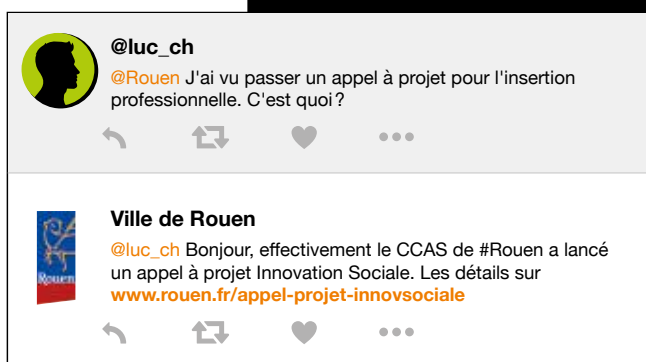 @luc_ch
@Rouen J'ai vu passer un appel à projet pour l'insertion
professionnelle. C'est quoi ?
Ville de Rouen
Rouen
@luc_ch Bonjour, effectivement le CCAS de #Rouen a lancé
un appel à projet Innovation Sociale. Les détails sur
www.rouen.fr/appel-projet-innovsociale